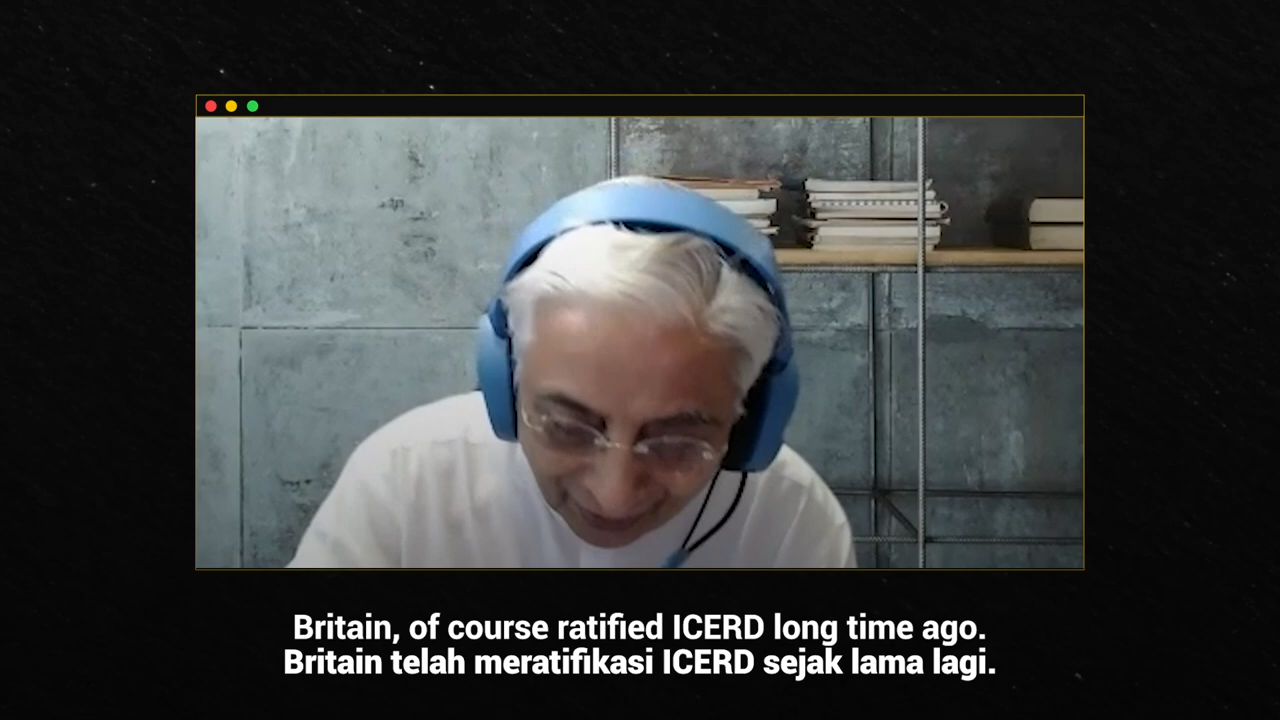 Britain, of course ratified ICERD long time ago.
Britain telah meratifikasi ICERD sejak lama lagi.